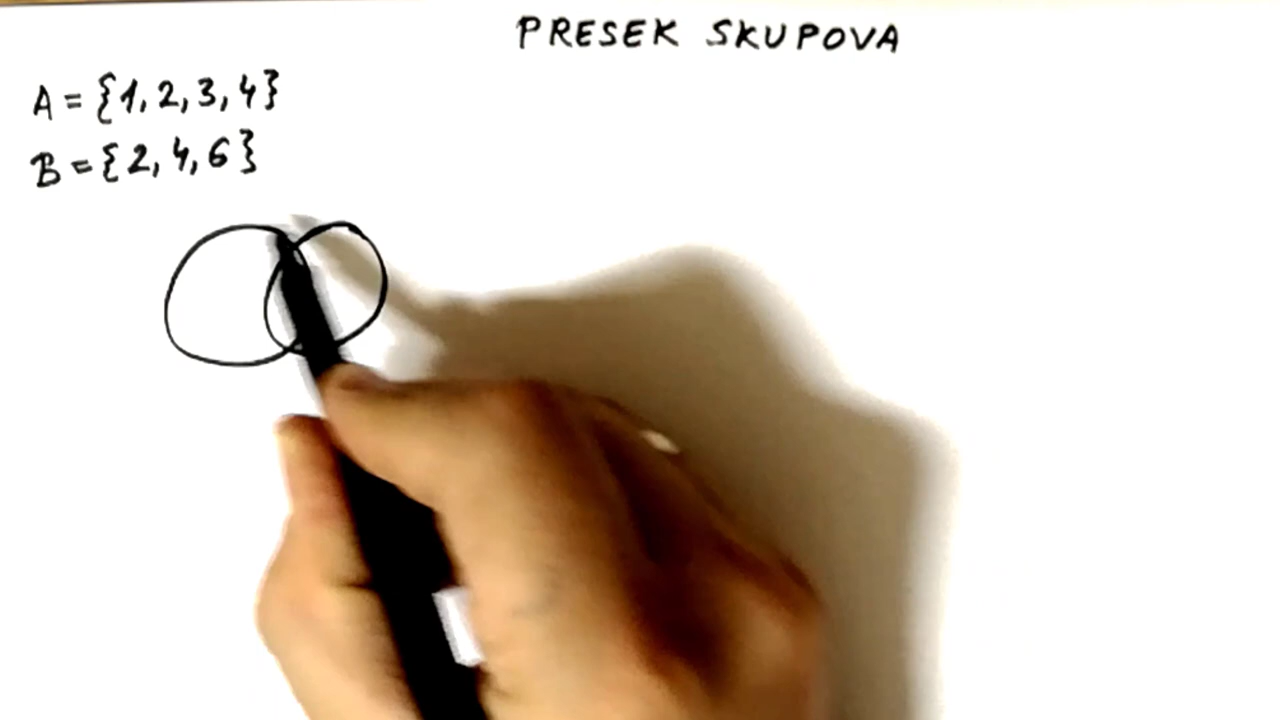 PRESEK SKUPOVA
A = {1, 2, 3, 4}
B = {2, 4, 6}